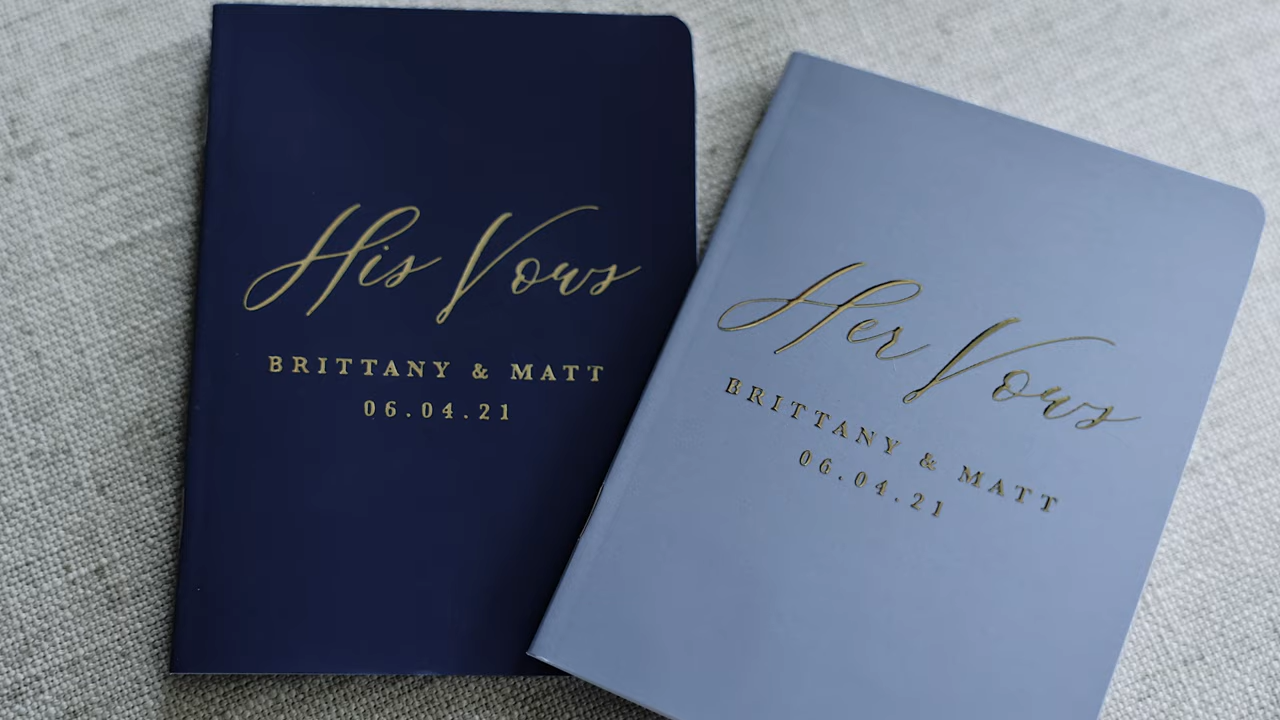 His Vows
BRITTANY & MATT
06.04.21
Her Vows
BRITTANY & MATT
06.04.21